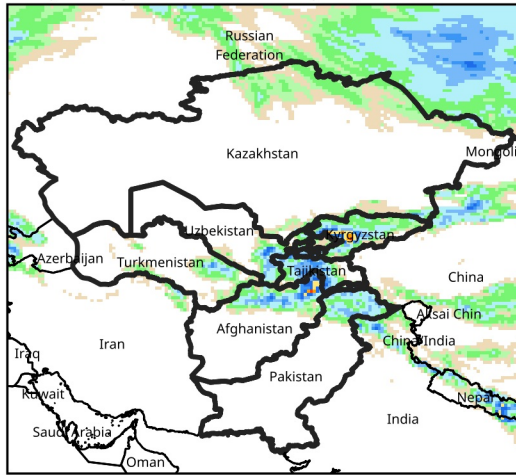 Russian
Federation
Kazakhstan
Mongoli
Uzbekistan
Kyrgyzstan
Azerbaijan
Turkmenistan
Tajikistan
China
Aksai Chin
Afghanistan
China/India
Iran
Iraq
Pakistan
Kuwait
Nepal
India
Saudi Arabia
Oman